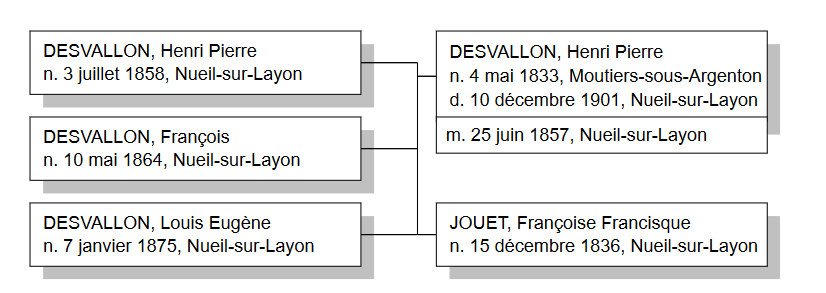 DESVALLON, Henri Pierre
n. 3 juillet 1858, Nueil-sur-Layon
DESVALLON, François
n. 10 mai 1864, Nueil-sur-Layon
DESVALLON, Louis Eugène
n. 7 janvier 1875, Nueil-sur-Layon
DESVALLON, Henri Pierre
n. 4 mai 1833, Moutiers-sous-Argenton
d. 10 décembre 1901, Nueil-sur-Layon
m. 25 juin 1857, Nueil-sur-Layon
JOUET, Françoise Francisque
n. 15 décembre 1836, Nueil-sur-Layon